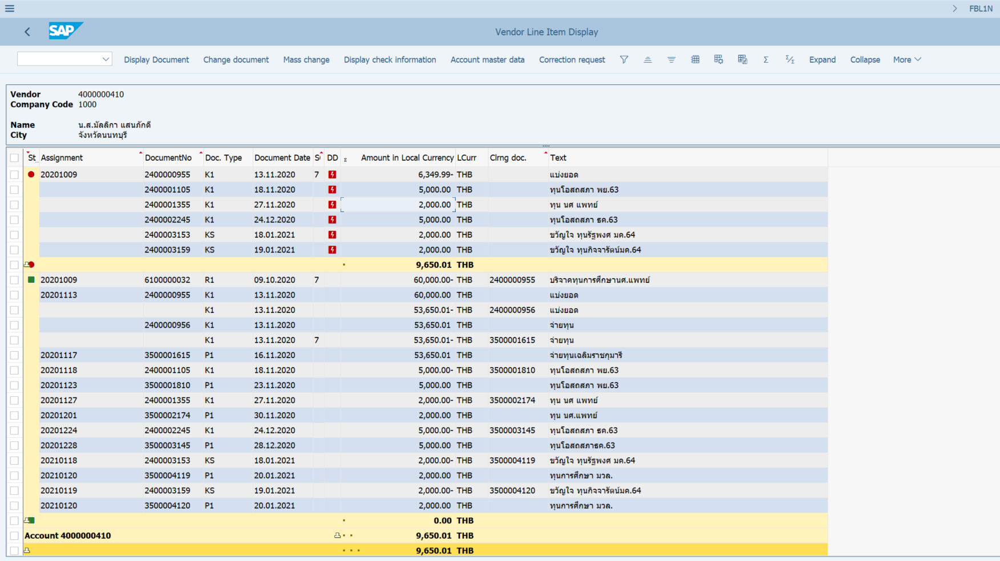 FBL1N
SAP
Vendor Line Item Display
Display Document Change document Mass change Display check information Account master data Correction request Expand Collapse More
Vendor 4000000410
Company Code 1000
Name น.ส.มัลลิกา แสนภักดี
City จังหวัดนนทบุรี
St Assignment DocumentNo Doc. Type Document Date DD Σ Amount in Local Currency LCurr Clrng doc. Text
20201009 2400000955 K1 13.11.2020 7 6,349.99- THB แบ่งยอด
2400001105 K1 18.11.2020 5,000.00 THB ทุนโอสถสภา พย.63
2400001355 K1 27.11.2020 2,000.00 THB ทุน นศ แพทย์
2400002245 K1 24.12.2020 5,000.00 THB ทุนโอสถสภา ธค.63
2400003153 KS 18.01.2021 2,000.00 THB ขวัญใจ ทุนรัฐพงศ มค.64
2400003159 KS 19.01.2021 2,000.00 THB ขวัญใจ ทุนกิจจารัตน์มค.64
9,650.01 THB
20201009 6100000032 R1 09.10.2020 7 60,000.00- THB 2400000955 บริจาคทุนการศึกษานศ.แพทย์
20201113 2400000955 K1 13.11.2020 60,000.00 THB แบ่งยอด
K1 13.11.2020 53,650.01- THB 2400000956 แบ่งยอด
2400000956 K1 13.11.2020 53,650.01 THB จ่ายทุน
K1 13.11.2020 7 53,650.01- THB 3500001615 จ่ายทุน
20201117 3500001615 P1 16.11.2020 53,650.01 THB จ่ายทุนเฉลิมราชกุมารี
20201118 2400001105 K1 18.11.2020 5,000.00- THB 3500001810 ทุนโอสถสภา พย.63
20201123 3500001810 P1 23.11.2020 5,000.00 THB ทุนโอสถสภา พย.63
20201127 2400001355 K1 27.11.2020 2,000.00- THB 3500002174 ทุน นศ แพทย์
20201201 3500002174 P1 30.11.2020 2,000.00 THB ทุน นศ.แพทย์
20201224 2400002245 K1 24.12.2020 5,000.00- THB 3500003145 ทุนโอสถสภา ธค.63
20201228 3500003145 P1 28.12.2020 5,000.00 THB ทุนโอสถสภาธค.63
20210118 2400003153 KS 18.01.2021 2,000.00- THB 3500004119 ขวัญใจ ทุนรัฐพงศ มค.64
20210120 3500004119 P1 20.01.2021 2,000.00 THB ทุนการศึกษา มวล.
20210119 2400003159 KS 19.01.2021 2,000.00- THB 3500004120 ขวัญใจ ทุนกิจจารัตน์มค.64
20210120 3500004120 P1 20.01.2021 2,000.00 THB ทุนการศึกษา มวล.
0.00 THB
Account 4000000410 9,650.01 THB
9,650.01 THB